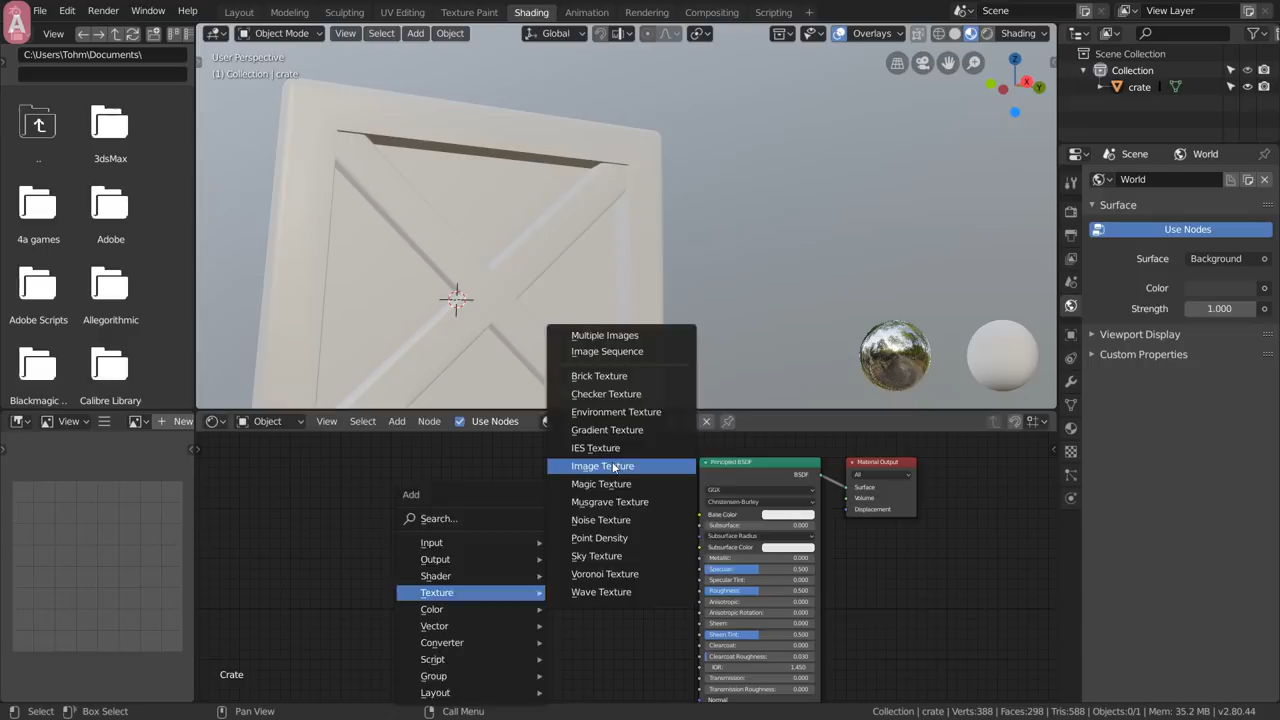 File Edit Render Window Help Layout Modeling Sculpting UV Editing Texture Paint Shading Animation Rendering Compositing Scripting + Scene View Layer
View Object Mode View Select Add Object Global Overlays Shading
C:\Users\Tohm\Documents\
User Perspective
(1) Collection | crate
Scene Collection
Collection
crate
X
Y
Z
..
3dsMax
4a games
Adobe
Adobe Scripts
Allegorithmic
Blackmagic ...
Calibre Library
Scene World
World
Surface
Use Nodes
Surface Background
Color
Strength 1.000
Viewport Display
Custom Properties
View New
Object View Select Add Node Use Nodes
Multiple Images
Image Sequence
Brick Texture
Checker Texture
Environment Texture
Gradient Texture
IES Texture
Image Texture
Magic Texture
Musgrave Texture
Noise Texture
Point Density
Sky Texture
Voronoi Texture
Wave Texture
Add
Search...
Input
Output
Shader
Texture
Color
Vector
Converter
Script
Group
Layout
Principled BSDF
BSDF
GGX
Christensen-Burley
Base Color
Subsurface: 0.000
Subsurface Radius
Subsurface Color
Metallic: 0.000
Specular: 0.500
Specular Tint: 0.000
Roughness: 0.500
Anisotropic: 0.000
Anisotropic Rotation: 0.000
Sheen: 0.000
Sheen Tint: 0.500
Clearcoat: 0.000
Clearcoat Roughness: 0.030
IOR: 1.450
Transmission: 0.000
Transmission Roughness: 0.000
Normal
Material Output
All
Surface
Volume
Displacement
Crate
Select Box Select Pan View Call Menu Collection | crate | Verts:388 | Faces:298 | Tris:588 | Objects:0/1 | Mem: 35.2 MB | v2.80.44